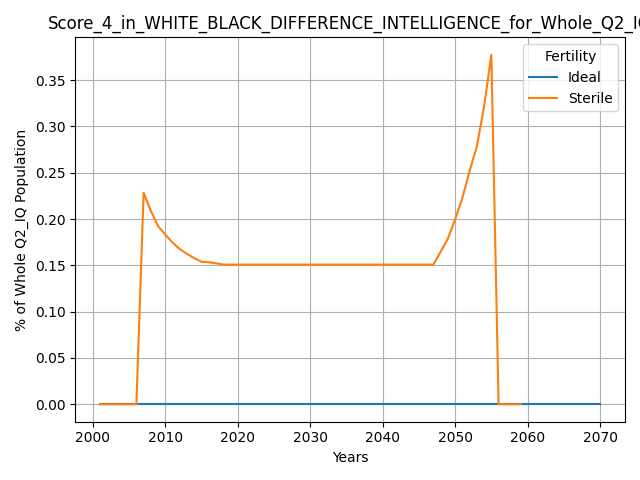 Score_4_in_WHITE_BLACK_DIFFERENCE_INTELLIGENCE_for_Whole_Q2_IQ
Fertility
Ideal
Sterile
% of Whole Q2_IQ Population
0.35
0.30
0.25
0.20
0.15
0.10
0.05
0.00
2000 2010 2020 2030 2040 2050 2060 2070
Years